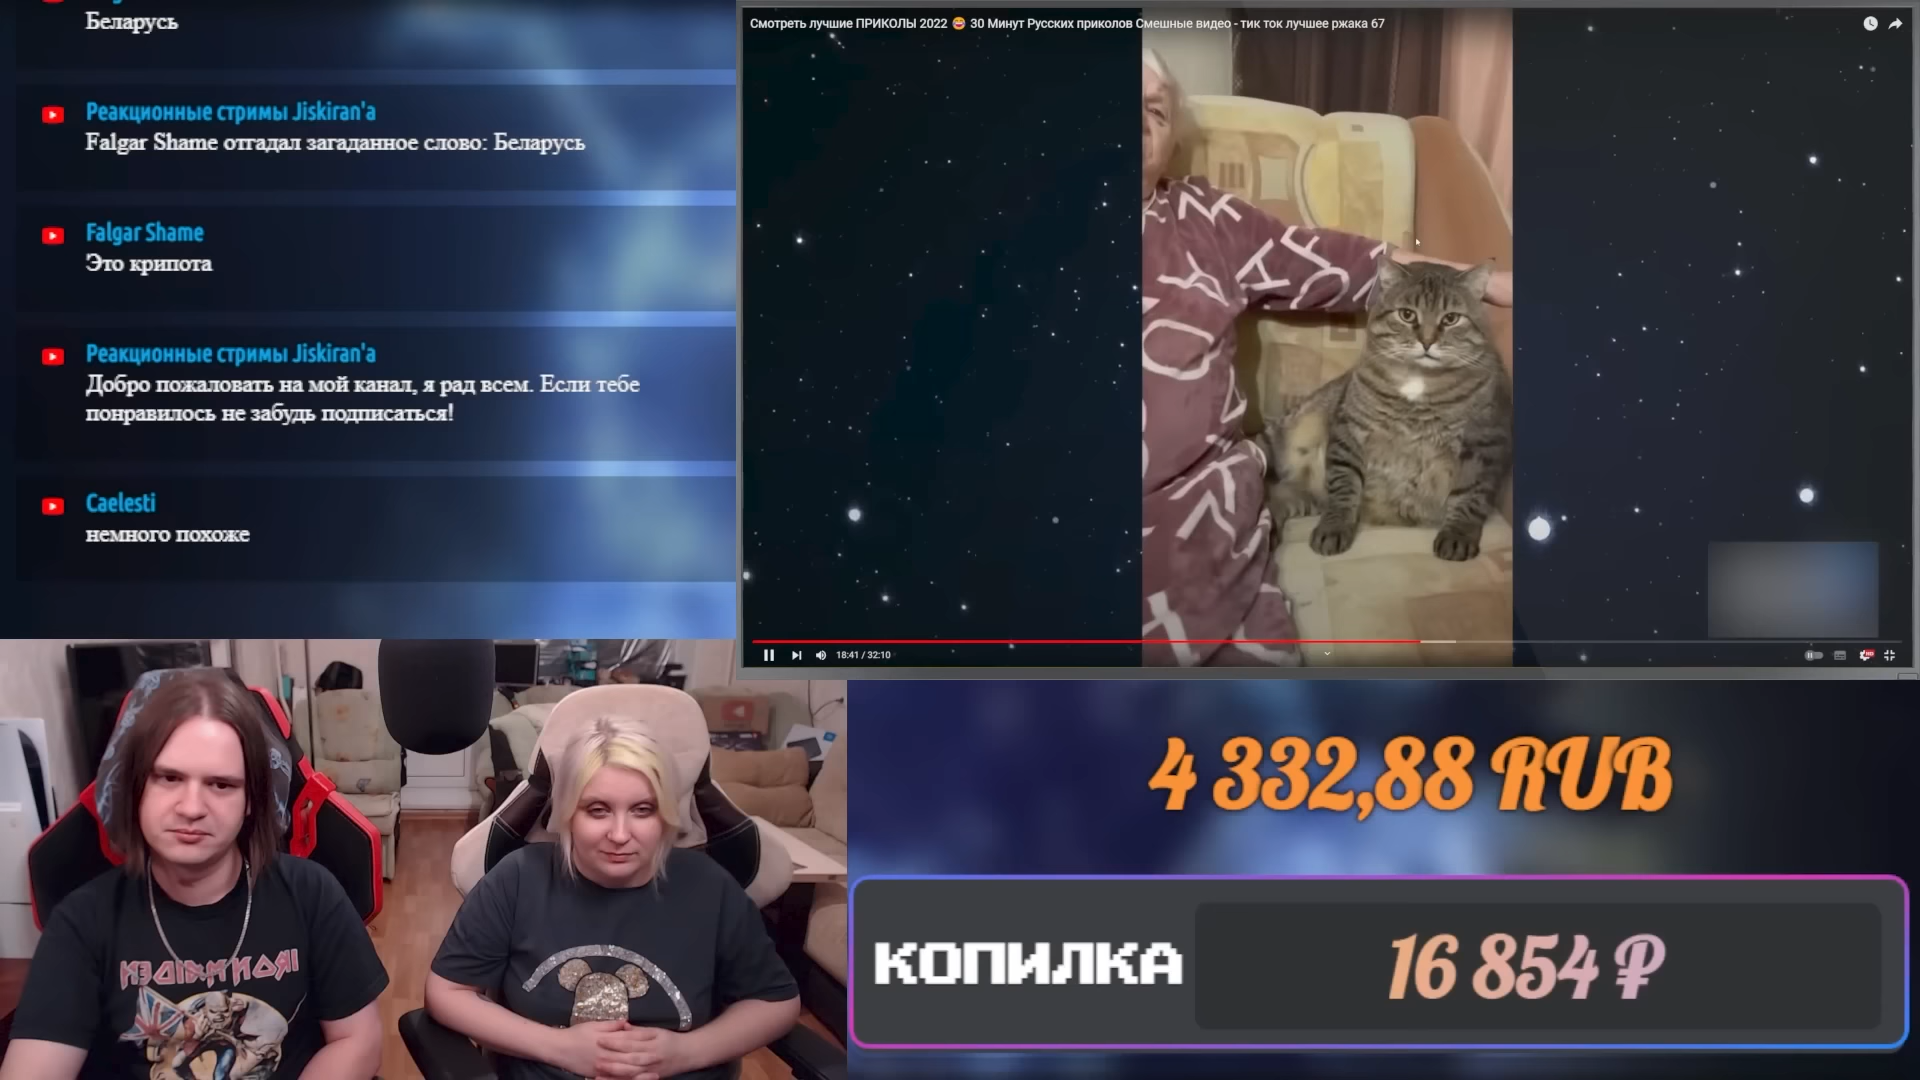 Беларусь
Реакционные стримы Jiskiran'a
Falgar Shame отгадал загаданное слово: Беларусь
Falgar Shame
Это крипота
Реакционные стримы Jiskiran'a
Добро пожаловать на мой канал, я рад всем. Если тебе
понравилось не забудь подписаться!
Caelesti
немного похоже
Смотреть лучшие ПРИКОЛЫ 2022 😄 30 Минут Русских приколов Смешные видео - тик ток лучшее ржака 67
18:41 / 32:10
4 332,88 RUB
КОПИЛКА
16 854 ₽
IRON MAIDEN